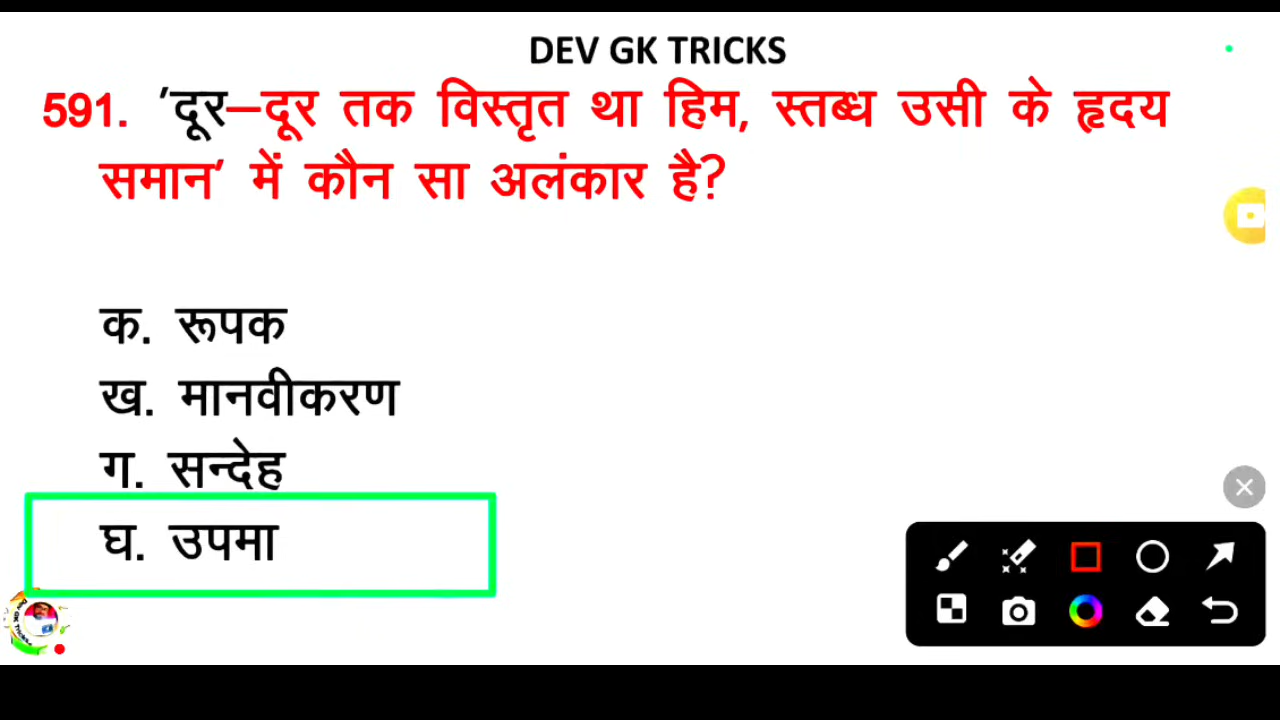 DEV GK TRICKS
591. 'दूर–दूर तक विस्तृत था हिम, स्तब्ध उसी के हृदय
समान' में कौन सा अलंकार है?
क. रूपक
ख. मानवीकरण
ग. सन्देह
घ. उपमा